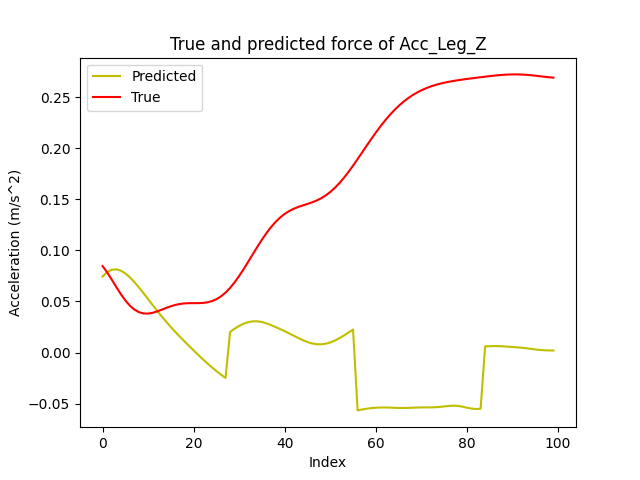 True and predicted force of Acc_Leg_Z
Predicted
True
Acceleration (m/s^2)
0.25
0.20
0.15
0.10
0.05
0.00
−0.05
0 20 40 60 80 100
Index